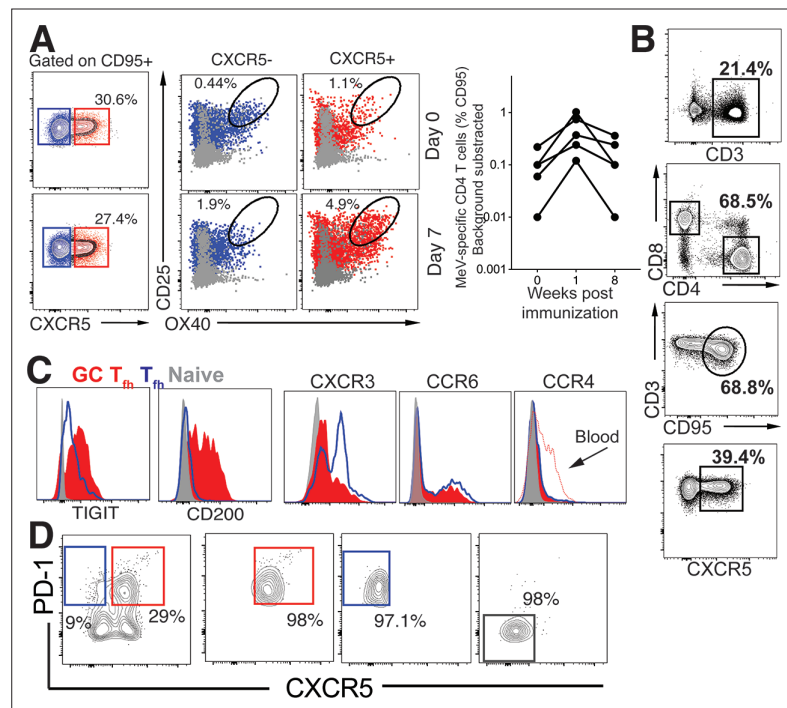 A
Gated on CD95+
CXCR5-
CXCR5+
30.6%
0.44%
1.1%
Day 0
27.4%
1.9%
4.9%
Day 7
CD25
CXCR5
OX40
MeV-specific CD4 T cells (% CD95)
Background substracted
1
0.1
0.01
0.001
0
1
8
Weeks post
immunization
B
21.4%
CD3
68.5%
CD8
CD4
CD3
68.8%
CD95
39.4%
CXCR5
C
GC Tfh Tfh Naive
CXCR3
CCR6
CCR4
Blood
TIGIT
CD200
D
PD-1
9%
29%
98%
97.1%
98%
CXCR5